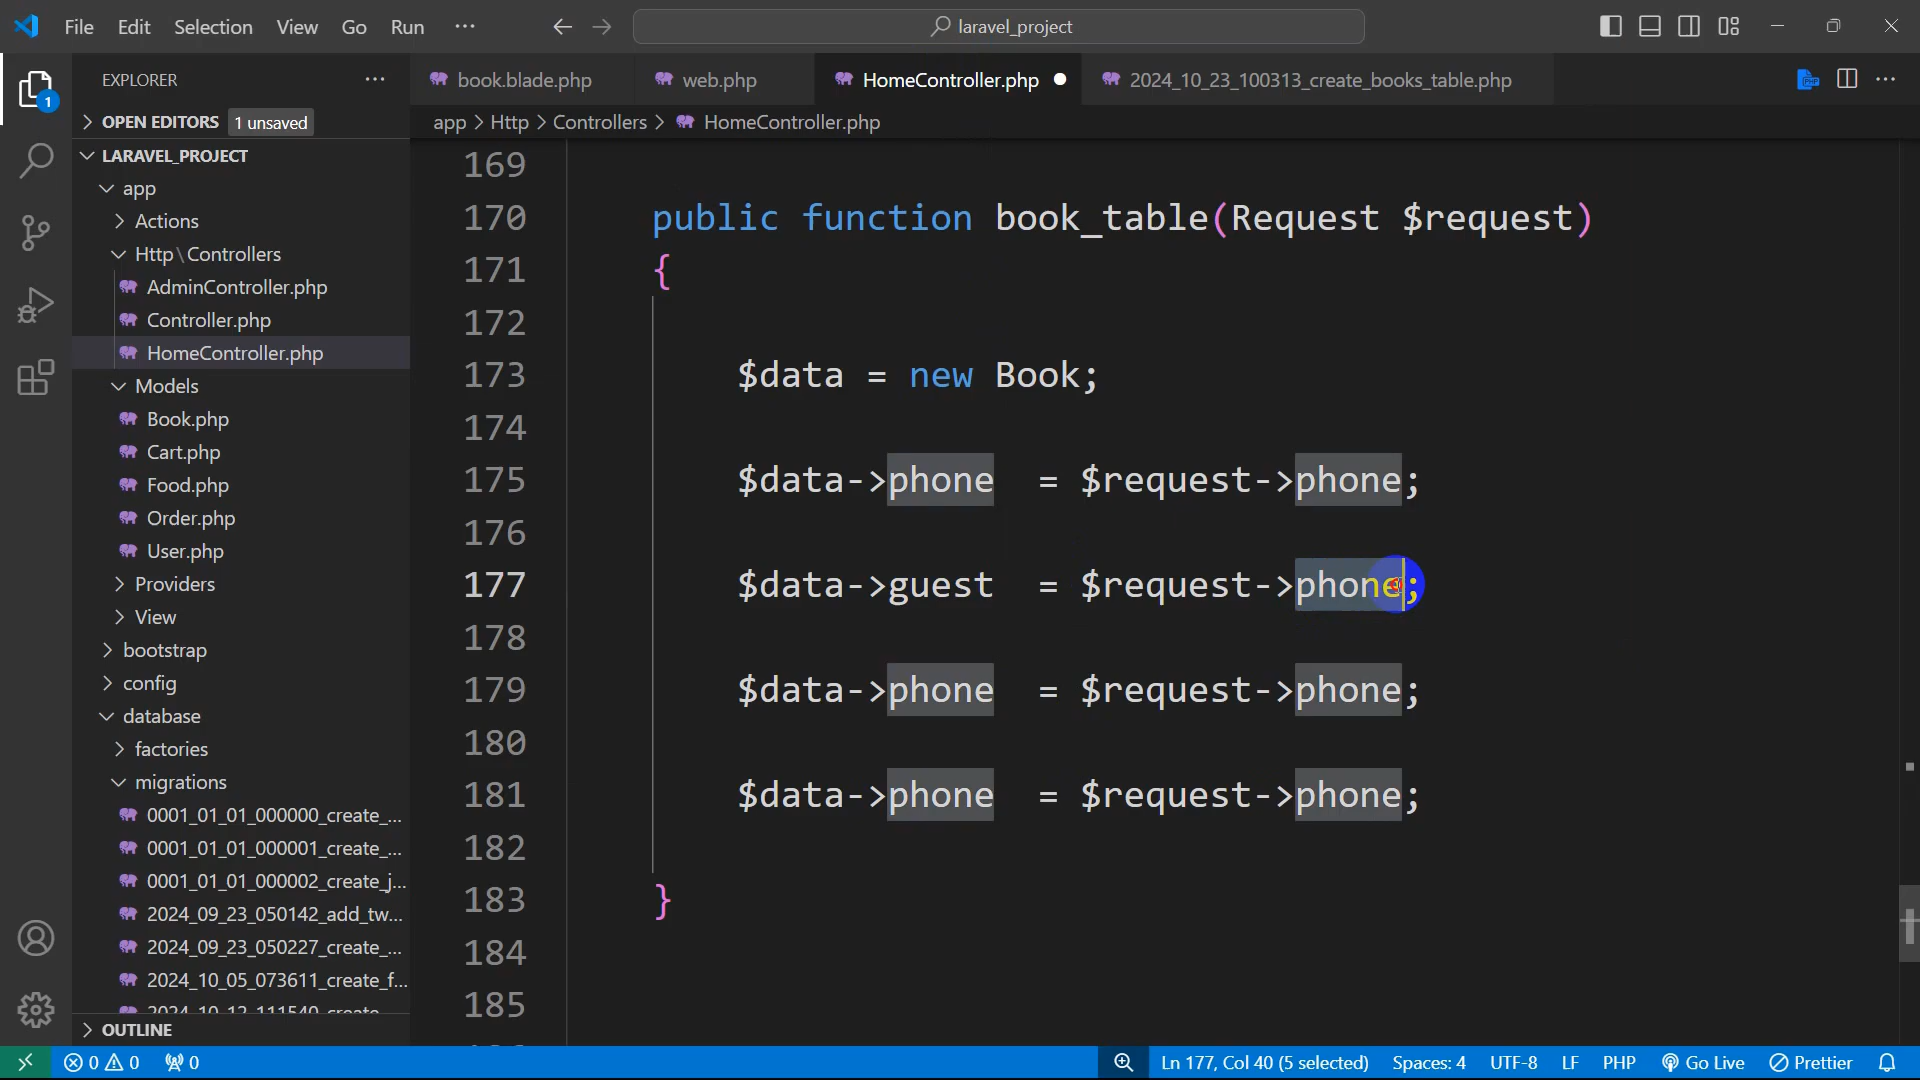 File Edit Selection View Go Run ··· laravel_project
EXPLORER ···
OPEN EDITORS 1 unsaved
LARAVEL_PROJECT
app
Actions
Http\Controllers
AdminController.php
Controller.php
HomeController.php
Models
Book.php
Cart.php
Food.php
Order.php
User.php
Providers
View
bootstrap
config
database
factories
migrations
0001_01_01_000000_create_...
0001_01_01_000001_create_...
0001_01_01_000002_create_j...
2024_09_23_050142_add_tw...
2024_09_23_050227_create_...
2024_10_05_073611_create_f...
2024_10_12_111540_create_
OUTLINE
book.blade.php web.php HomeController.php 2024_10_23_100313_create_books_table.php
app > Http > Controllers > HomeController.php
169
170 public function book_table(Request $request)
171 {
172
173 $data = new Book;
174
175 $data->phone  = $request->phone;
176
177 $data->guest  = $request->phone;
178
179 $data->phone  = $request->phone;
180
181 $data->phone  = $request->phone;
182
183 }
184
185
0 0 0 Ln 177, Col 40 (5 selected) Spaces: 4 UTF-8 LF PHP Go Live Prettier
1